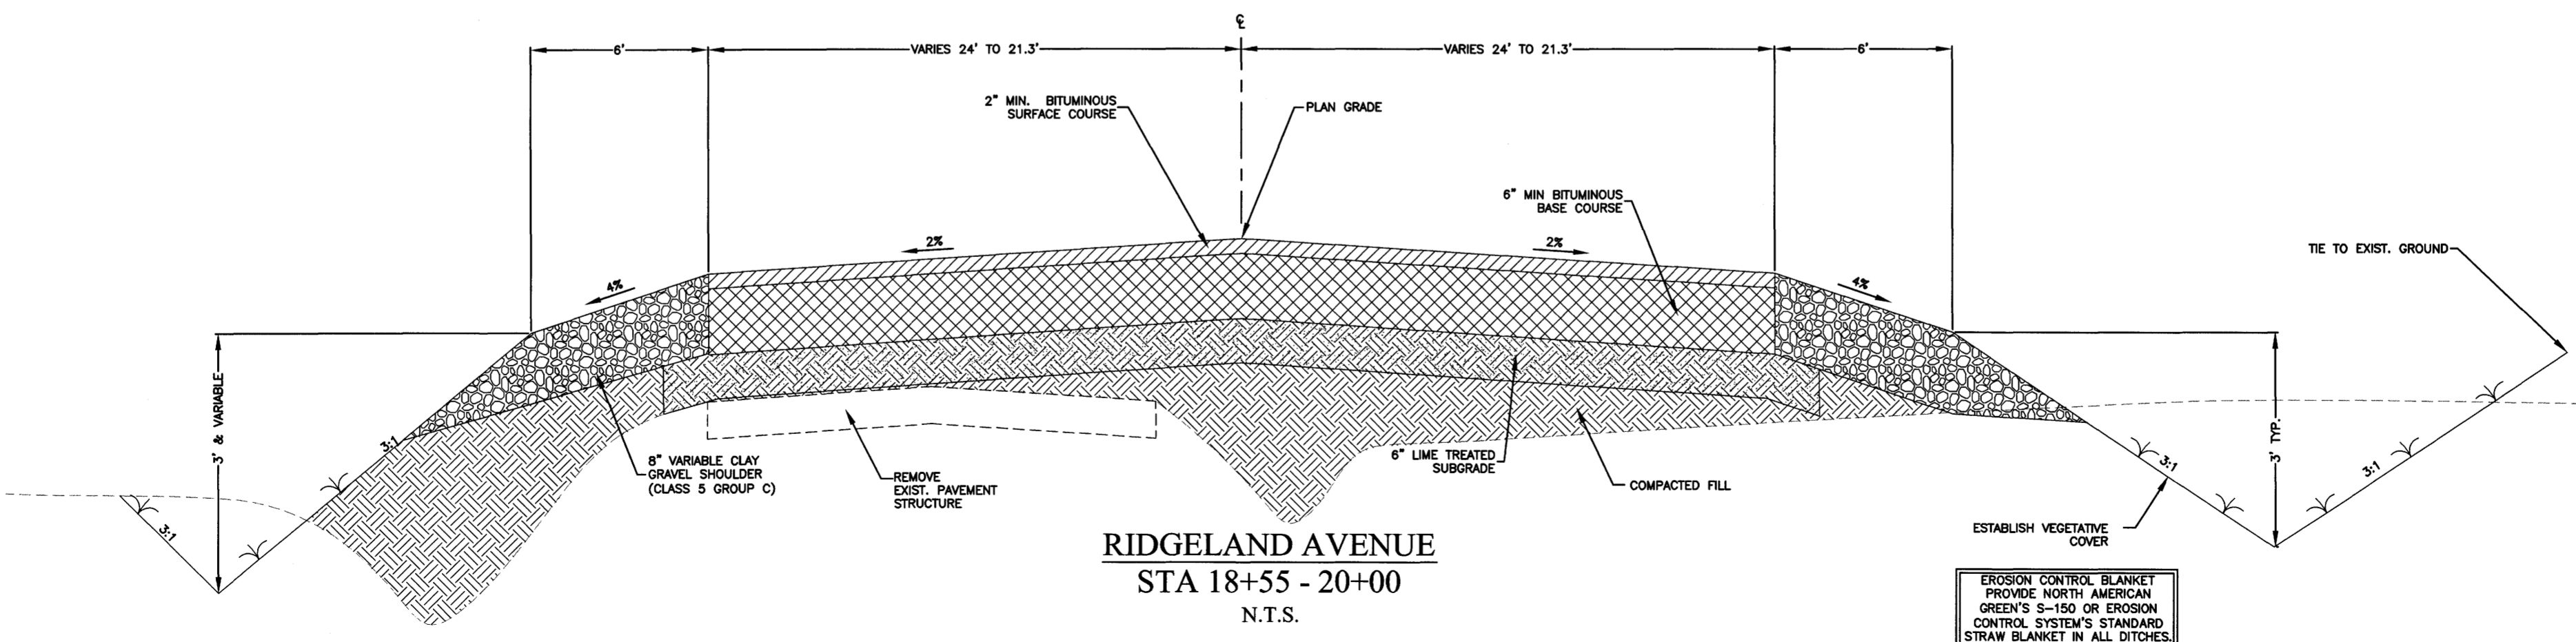 ℄
6'
VARIES 24' TO 21.3'
VARIES 24' TO 21.3'
6'
2" MIN. BITUMINOUS
SURFACE COURSE
PLAN GRADE
6" MIN BITUMINOUS
BASE COURSE
2%
2%
TIE TO EXIST. GROUND
4%
4%
3' & VARIABLE
3:1
8" VARIABLE CLAY
GRAVEL SHOULDER
(CLASS 5 GROUP C)
REMOVE
EXIST. PAVEMENT
STRUCTURE
6" LIME TREATED
SUBGRADE
COMPACTED FILL
3' TYP.
3:1
3:1
3:1
ESTABLISH VEGETATIVE
COVER
RIDGELAND AVENUE
STA 18+55 - 20+00
N.T.S.
EROSION CONTROL BLANKET
PROVIDE NORTH AMERICAN
GREEN'S S-150 OR EROSION
CONTROL SYSTEM'S STANDARD
STRAW BLANKET IN ALL DITCHES.